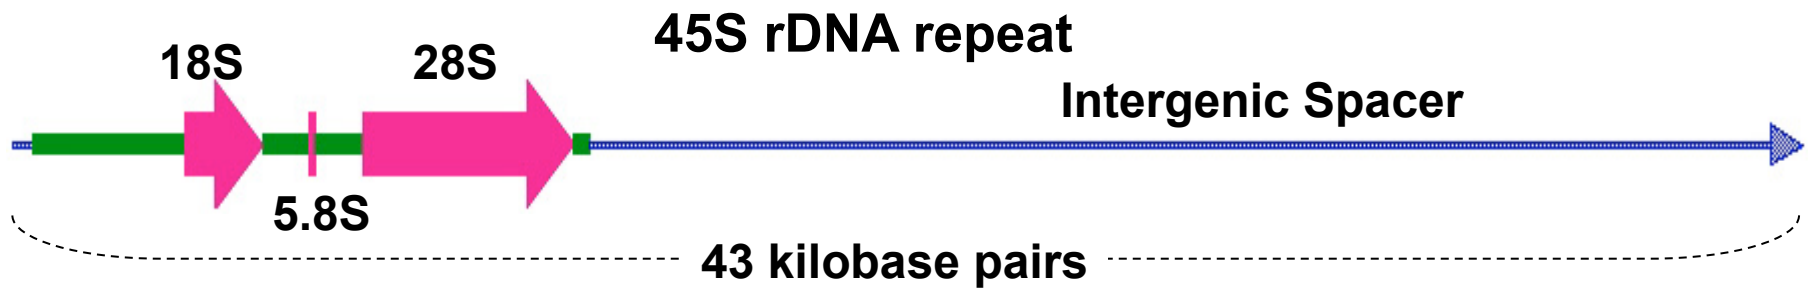 45S rDNA repeat
18S
28S
Intergenic Spacer
5.8S
43 kilobase pairs